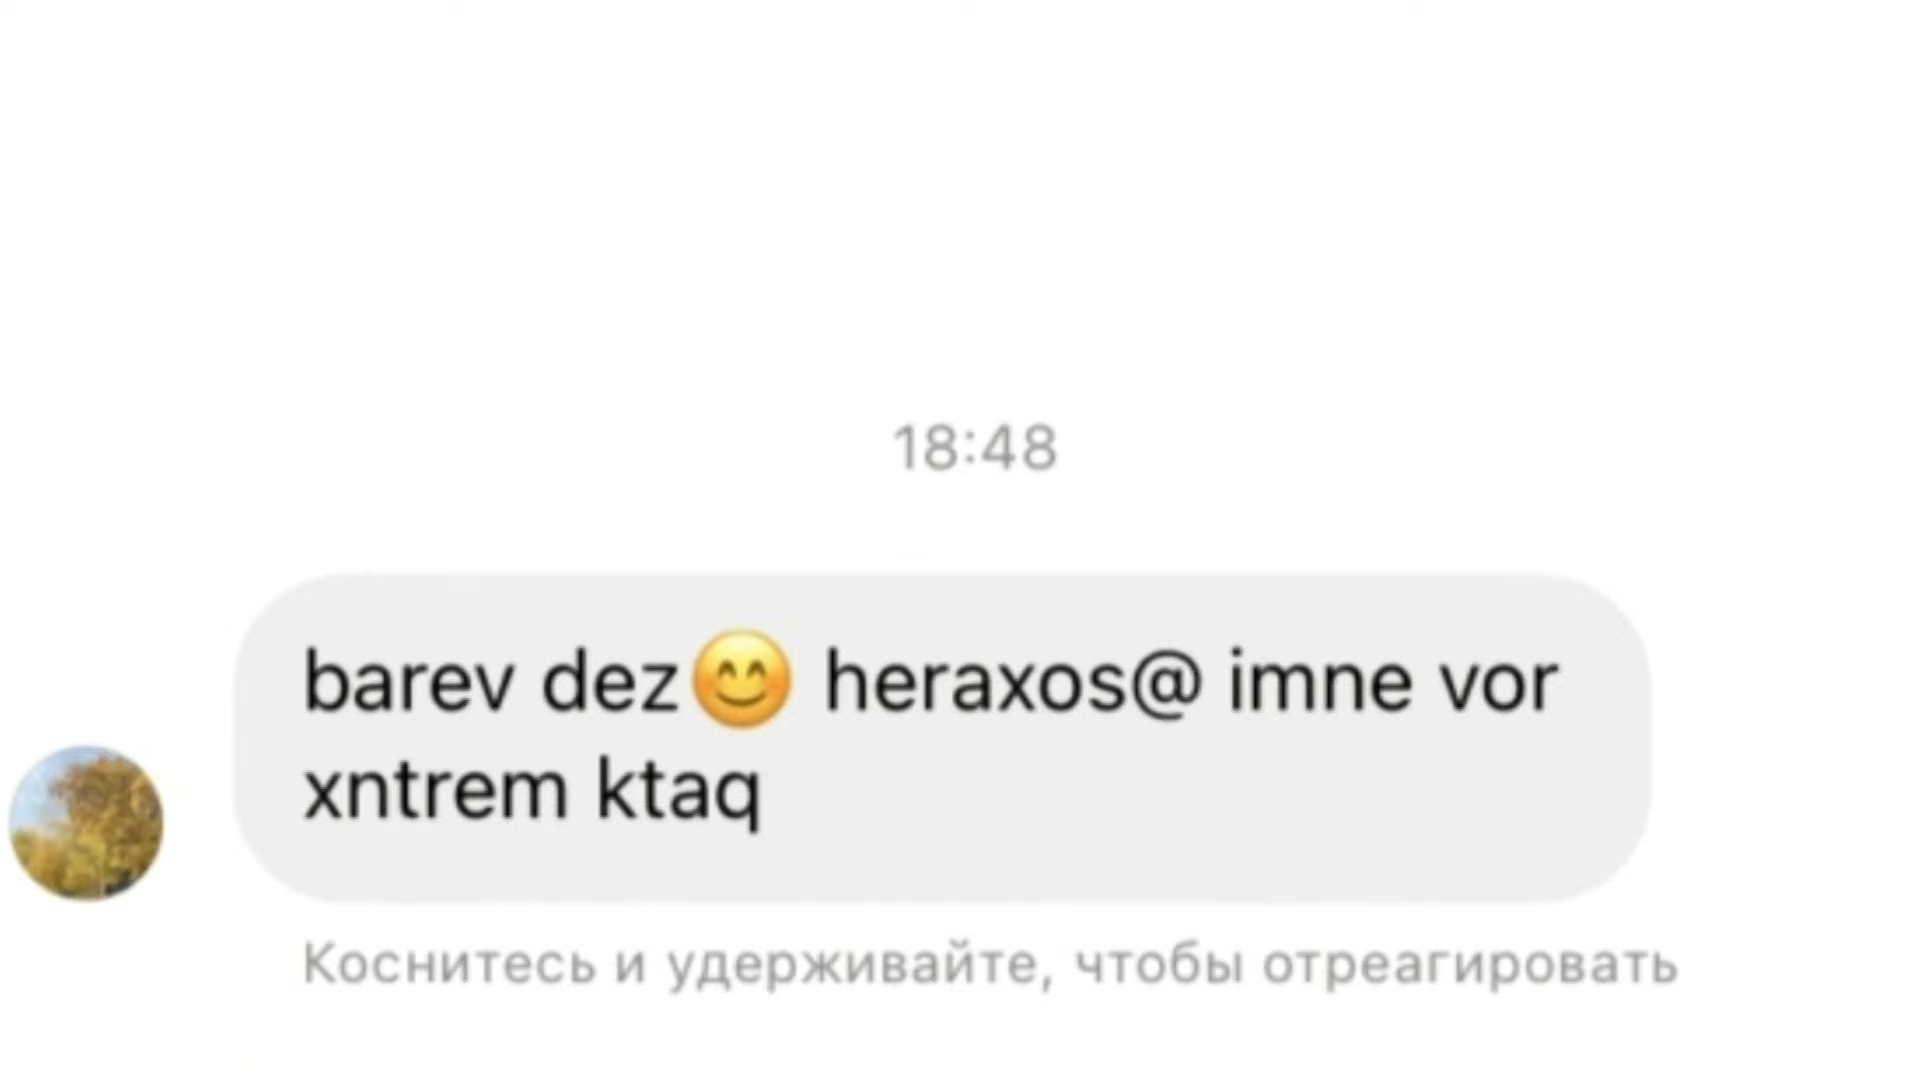 18:48
barev dez😊 heraxos@ imne vor
xntrem ktaq
Коснитесь и удерживайте, чтобы отреагировать